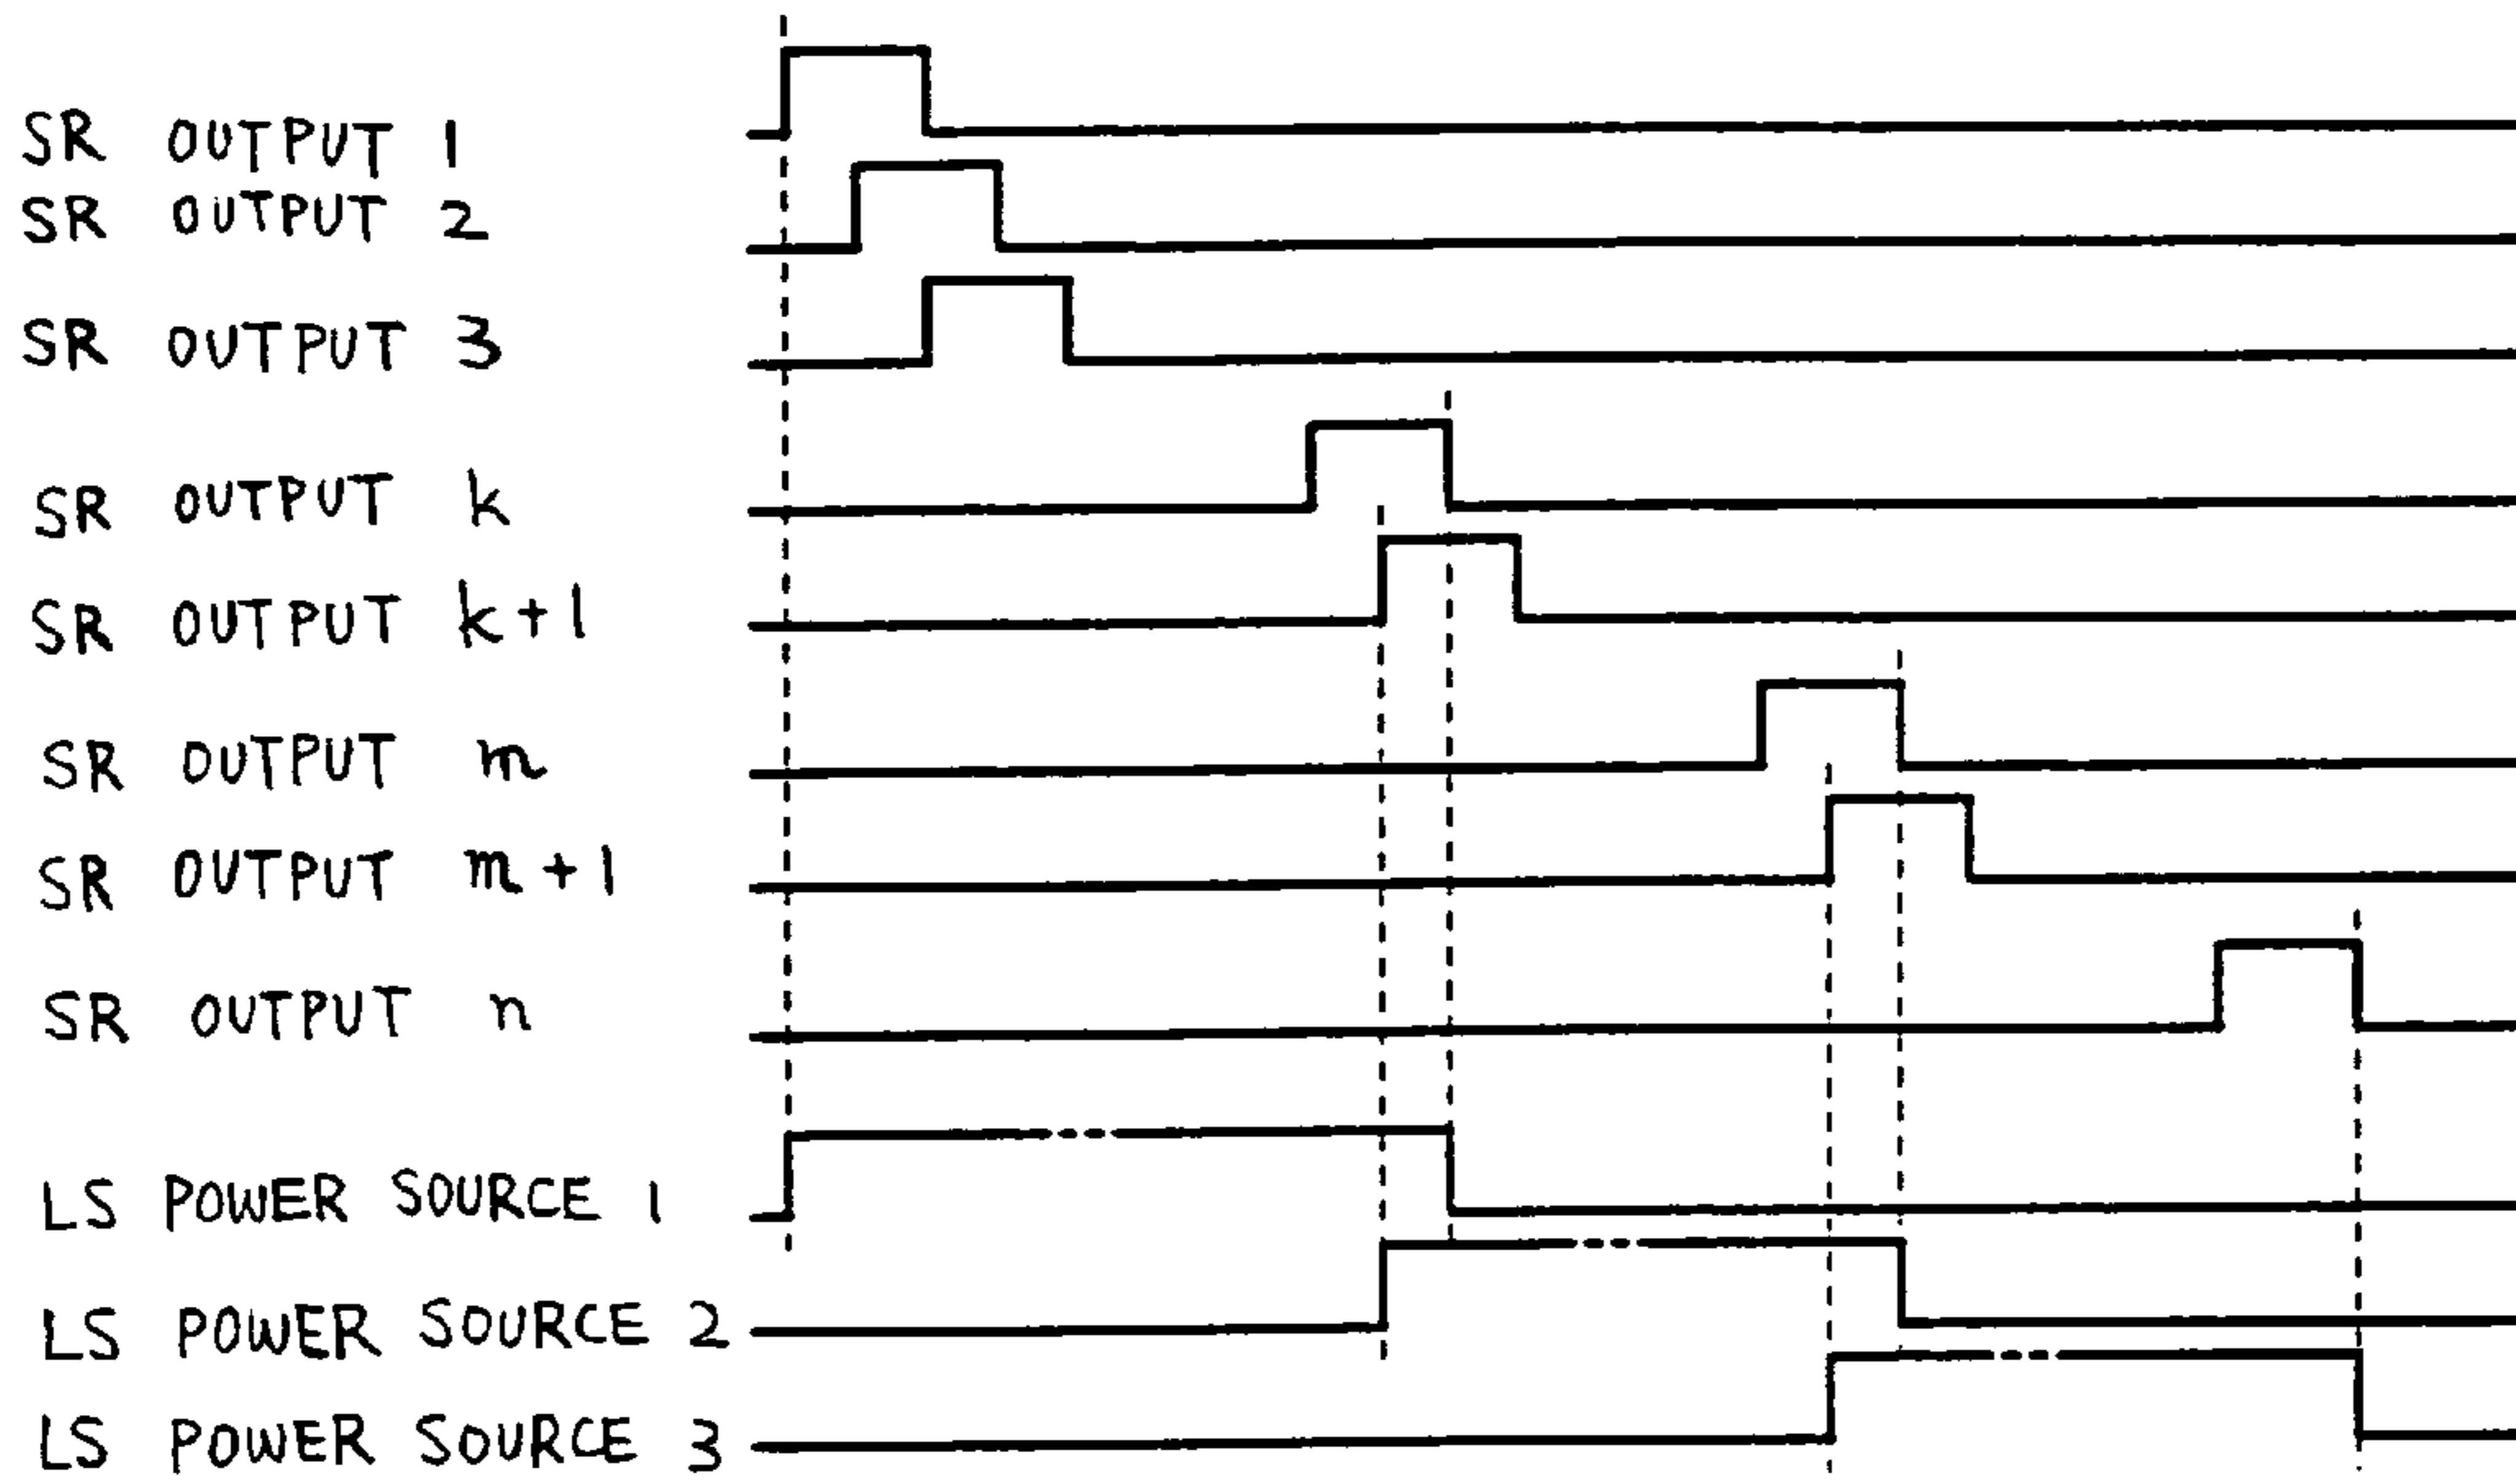 SR OUTPUT 1
SR OUTPUT 2
SR OUTPUT 3
SR OUTPUT k
SR OUTPUT k+1
SR OUTPUT m
SR OUTPUT m+1
SR OUTPUT n
LS POWER SOURCE 1
LS POWER SOURCE 2
LS POWER SOURCE 3